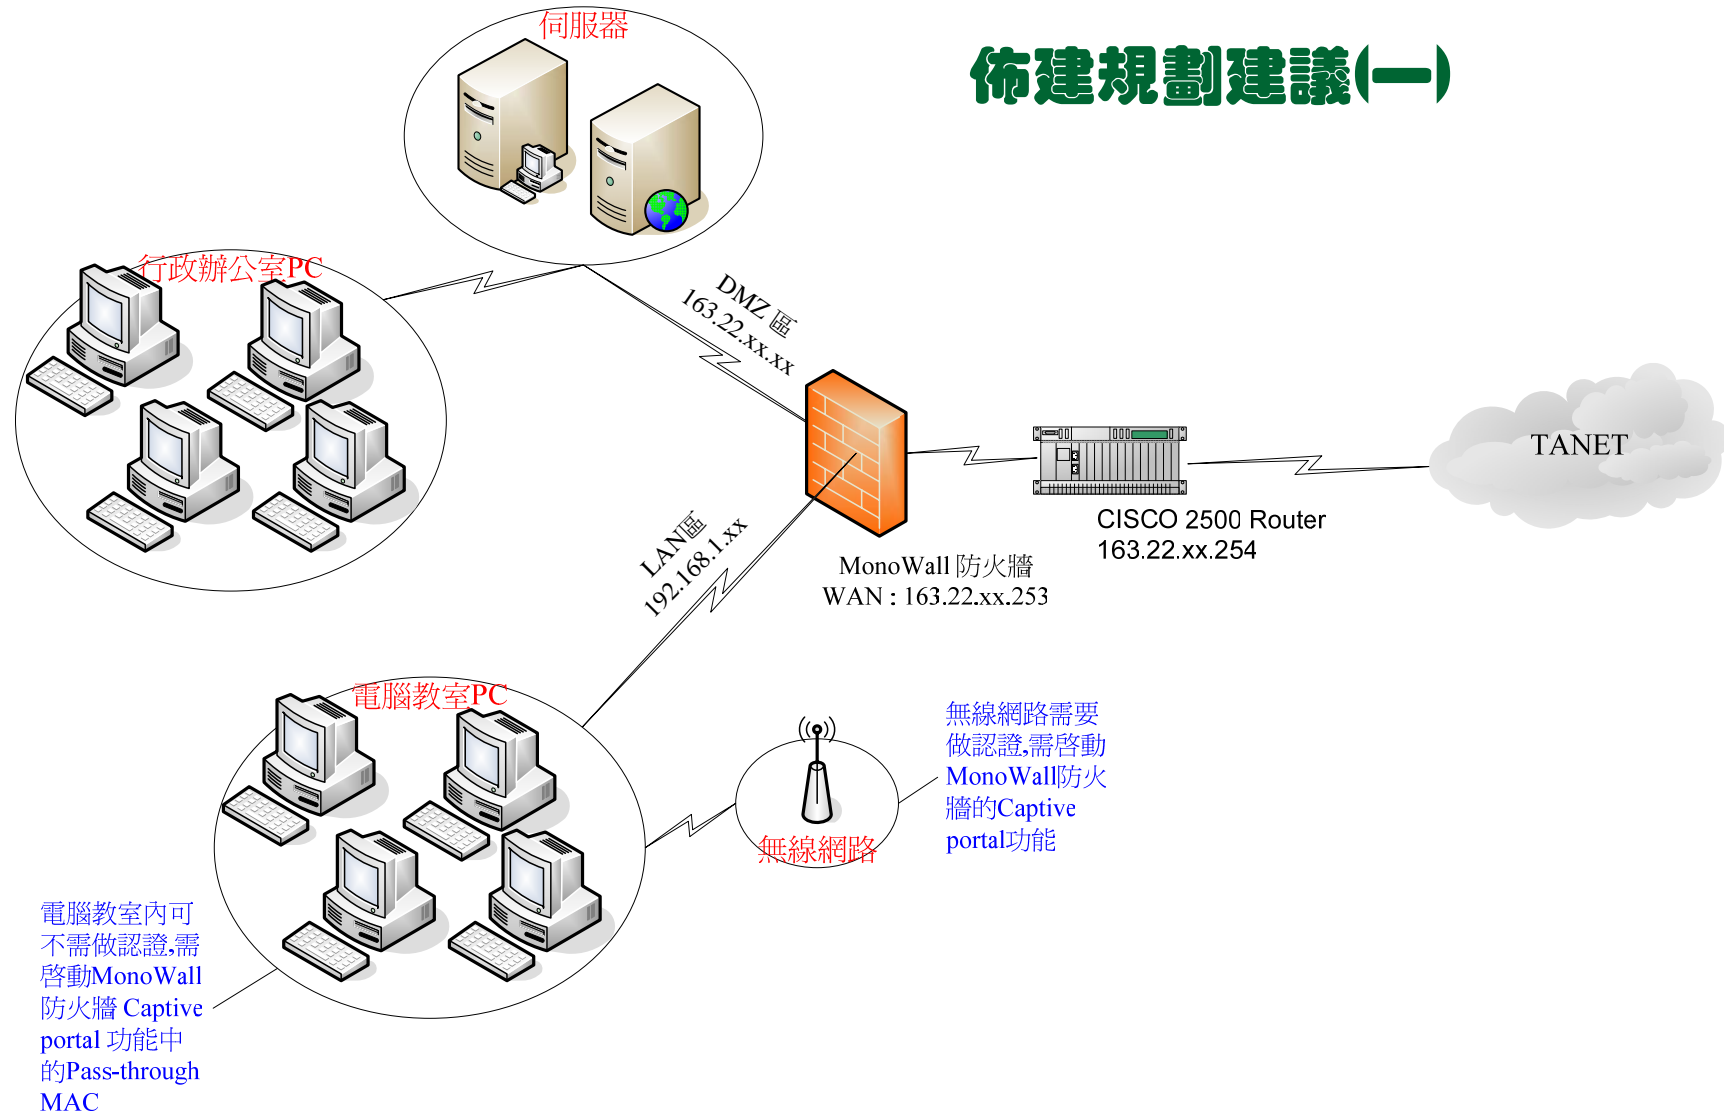 佈建規劃建議(一)
伺服器
行政辦公室PC
DMZ 區
163.22.xx.xx
TANET
CISCO 2500 Router
163.22.xx.254
LAN區
192.168.1.xx
MonoWall 防火牆
WAN : 163.22.xx.253
電腦教室PC
無線網路
無線網路需要
做認證,需啓動
MonoWall防火
牆的Captive
portal功能
電腦教室內可
不需做認證,需
啓動MonoWall
防火牆 Captive
portal 功能中
的Pass-through
MAC